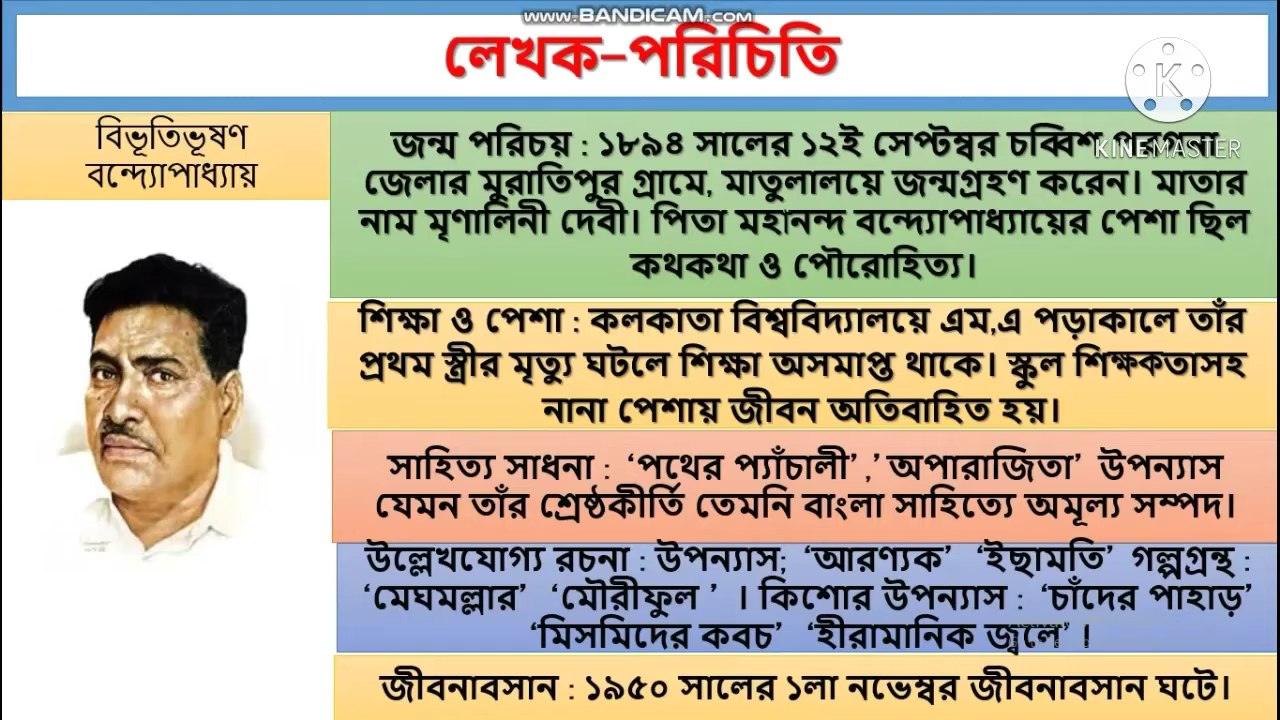 www.BANDICAM.com
লেখক-পরিচিতি
K
KINEMASTER
বিভূতিভূষণ
বন্দ্যোপাধ্যায়
জন্ম পরিচয় : ১৮৯৪ সালের ১২ই সেপ্টম্বর চব্বিশ পরগনা
জেলার মুরাতিপুর গ্রামে, মাতুলালয়ে জন্মগ্রহণ করেন। মাতার
নাম মৃণালিনী দেবী। পিতা মহানন্দ বন্দ্যোপাধ্যায়ের পেশা ছিল
কথকথা ও পৌরোহিত্য।
শিক্ষা ও পেশা : কলকাতা বিশ্ববিদ্যালয়ে এম,এ পড়াকালে তাঁর
প্রথম স্ত্রীর মৃত্যু ঘটলে শিক্ষা অসমাপ্ত থাকে। স্কুল শিক্ষকতাসহ
নানা পেশায় জীবন অতিবাহিত হয়।
সাহিত্য সাধনা : ‘পথের প্যাঁচালী’ ,’ অপারাজিতা’ উপন্যাস
যেমন তাঁর শ্রেষ্ঠকীর্তি তেমনি বাংলা সাহিত্যে অমূল্য সম্পদ।
উল্লেখযোগ্য রচনা : উপন্যাস; ‘আরণ্যক’ ‘ইছামতি’ গল্পগ্রন্থ :
‘মেঘমল্লার’ ‘মৌরীফুল ’ । কিশোর উপন্যাস : ‘চাঁদের পাহাড়’
‘মিসমিদের কবচ’ ‘হীরামানিক জ্বলে’ ।
জীবনাবসান : ১৯৫০ সালের ১লা নভেম্বর জীবনাবসান ঘটে।